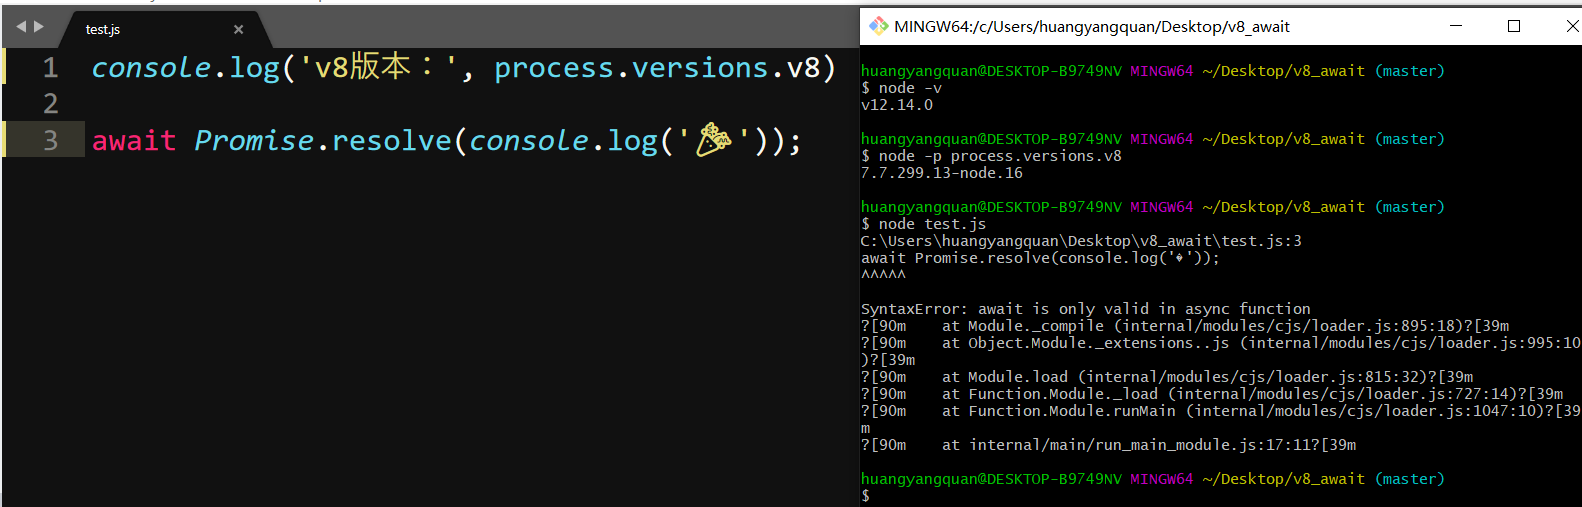 test.js
1 console.log('v8版本：', process.versions.v8)
2
3 await Promise.resolve(console.log('🎉'));
MINGW64:/c/Users/huangyangquan/Desktop/v8_await
huangyangquan@DESKTOP-B9749NV MINGW64 ~/Desktop/v8_await (master)
$ node -v
v12.14.0
huangyangquan@DESKTOP-B9749NV MINGW64 ~/Desktop/v8_await (master)
$ node -p process.versions.v8
7.7.299.13-node.16
huangyangquan@DESKTOP-B9749NV MINGW64 ~/Desktop/v8_await (master)
$ node test.js
C:\Users\huangyangquan\Desktop\v8_await\test.js:3
await Promise.resolve(console.log('�'));
^^^^^
SyntaxError: await is only valid in async function
?[90m    at Module._compile (internal/modules/cjs/loader.js:895:18)?[39m
?[90m    at Object.Module._extensions..js (internal/modules/cjs/loader.js:995:10
)?[39m
?[90m    at Module.load (internal/modules/cjs/loader.js:815:32)?[39m
?[90m    at Function.Module._load (internal/modules/cjs/loader.js:727:14)?[39m
?[90m    at Function.Module.runMain (internal/modules/cjs/loader.js:1047:10)?[39
m
?[90m    at internal/main/run_main_module.js:17:11?[39m
huangyangquan@DESKTOP-B9749NV MINGW64 ~/Desktop/v8_await (master)
$